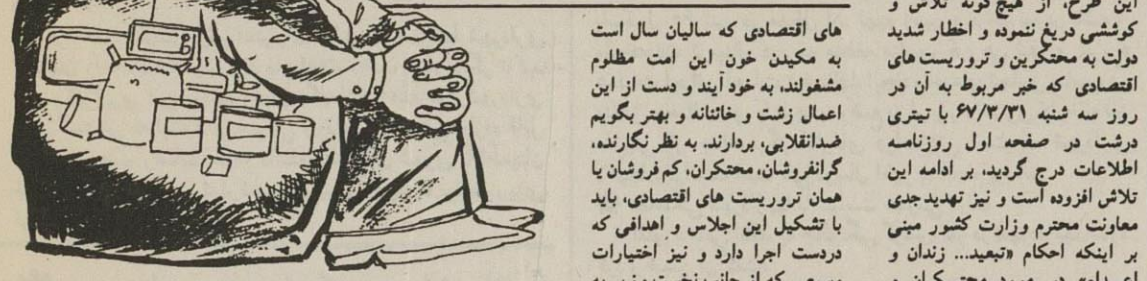 این طرح، از هیچ گونه تلاش و
کوششی دریغ ننموده و اخطار شدید
دولت به محتکرین و تروریست های
اقتصادی که خبر مربوط به آن در
روز سه شنبه ۶۷/۳/۳۱ با تیتری
درشت در صفحه اول روزنامه
اطلاعات درج گردید، بر ادامه این
تلاش افزوده است و نیز تهدید جدی
معاونت محترم وزارت کشور مبنی
بر اینکه احکام «تبعید... زندان و
های اقتصادی که سالیان سال است
به مکیدن خون این امت مظلوم
مشغولند، به خود آیند و دست از این
اعمال زشت و خائنانه و بهتر بگویم
ضدانقلابی، بردارند. به نظر نگارنده،
گرانفروشان، محتکران، کم فروشان یا
همان تروریست های اقتصادی، باید
با تشکیل این اجلاس و اهدافی که
دردست اجرا دارد و نیز اختیارات